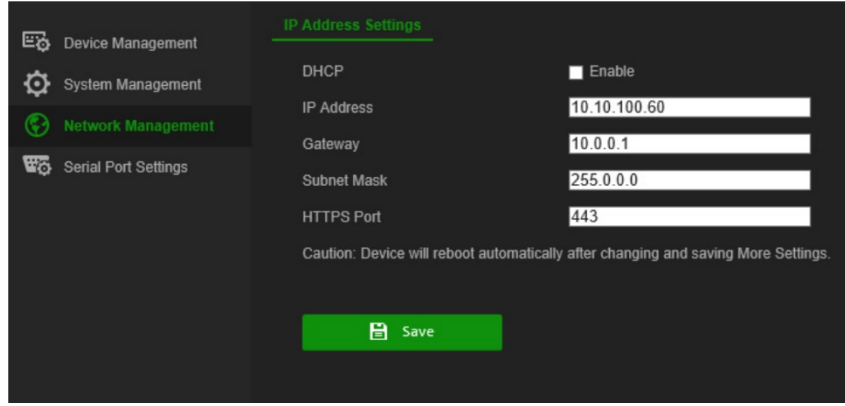 Device Management
System Management
Network Management
Serial Port Settings
IP Address Settings
DHCP Enable
IP Address 10.10.100.60
Gateway 10.0.0.1
Subnet Mask 255.0.0.0
HTTPS Port 443
Caution: Device will reboot automatically after changing and saving More Settings.
Save